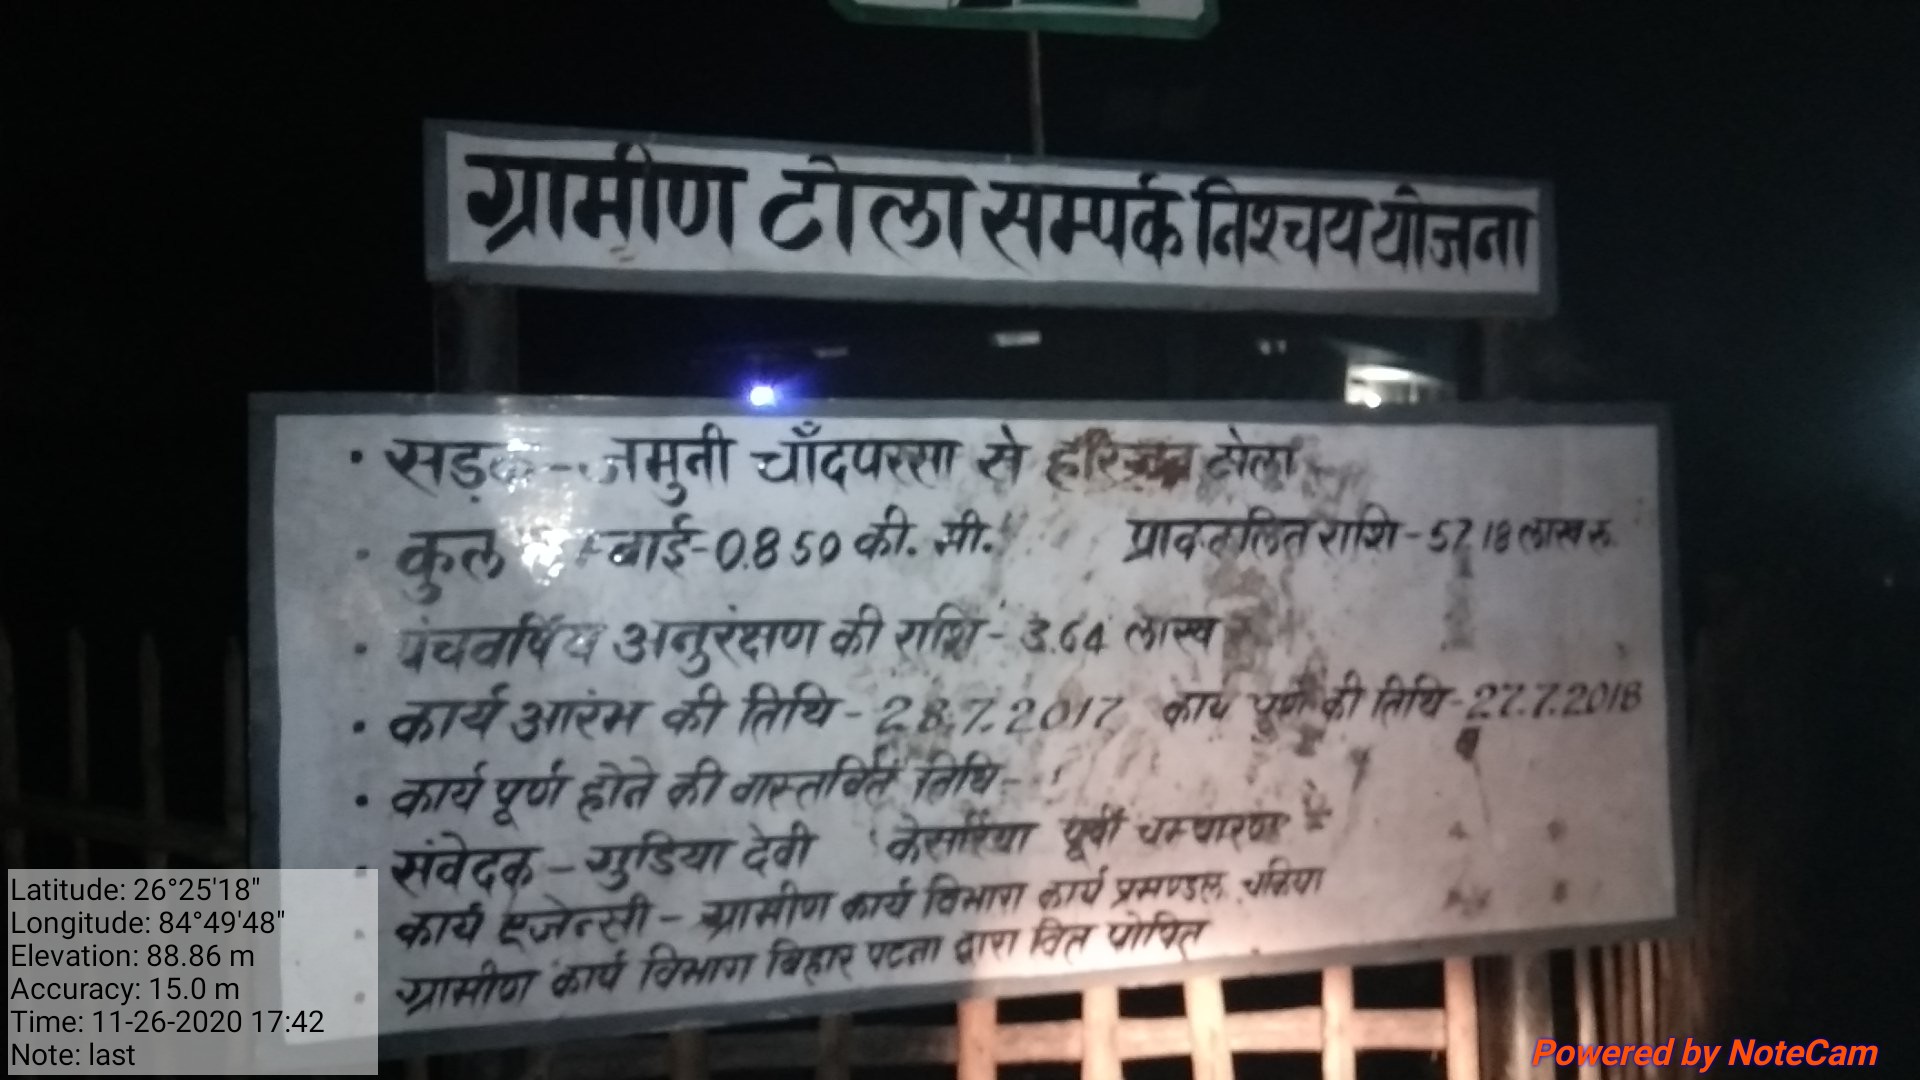 ग्रामीण टोला सम्पर्क निश्चय योजना
• सड़क - जमुनी चाँदपरसा से हरिजन टोला
• कुल लम्बाई-0.850 की. मी. प्राक्कलित राशि-57.18 लाख रु.
• पंचवर्षिय अनुरंक्षण की राशि - 3.64 लाख
• कार्य आरंभ की तिथि - 28.7.2017 कार्य पूर्ण की तिथि-27.7.2018
• कार्य पूर्ण होते की वास्तवित तिथि-
• संवेदक - गुडिया देवी केसरिया पूर्वी चम्पारण
• कार्य एजेन्सी - ग्रामीण कार्य विभाग कार्य प्रमण्डल, चकिया
• ग्रामीण कार्य विभाग बिहार पटना द्वारा वित पोषित
Latitude: 26°25'18"
Longitude: 84°49'48"
Elevation: 88.86 m
Accuracy: 15.0 m
Time: 11-26-2020 17:42
Note: last
Powered by NoteCam